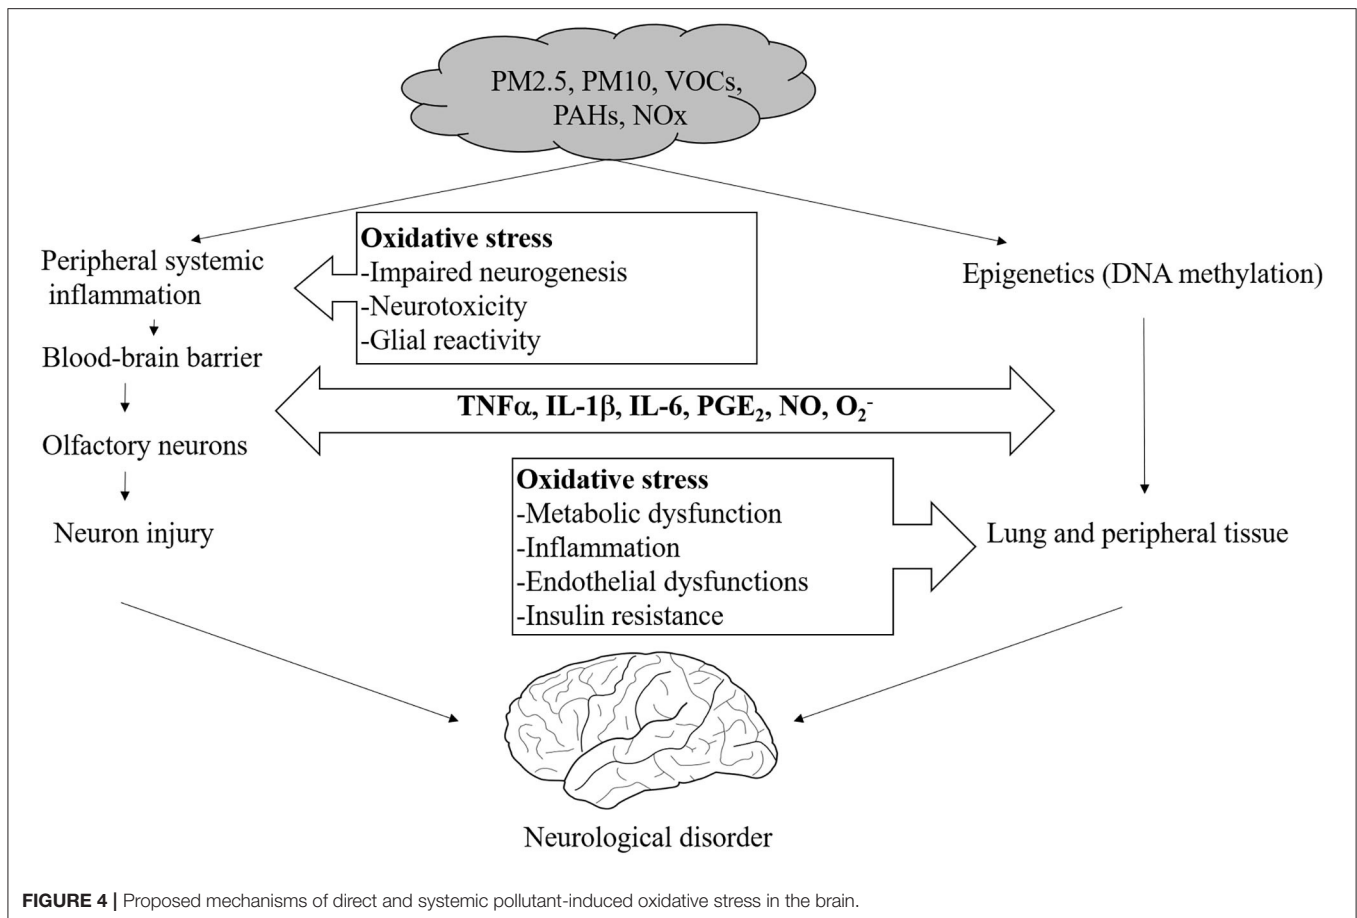 PM2.5, PM10, VOCs,
PAHs, NOx
Oxidative stress
-Impaired neurogenesis
-Neurotoxicity
-Glial reactivity
Peripheral systemic
inflammation
Epigenetics (DNA methylation)
Blood-brain barrier
TNFα, IL-1β, IL-6, PGE₂, NO, O₂⁻
Olfactory neurons
Oxidative stress
-Metabolic dysfunction
-Inflammation
-Endothelial dysfunctions
-Insulin resistance
Neuron injury
Lung and peripheral tissue
Neurological disorder
FIGURE 4 | Proposed mechanisms of direct and systemic pollutant-induced oxidative stress in the brain.